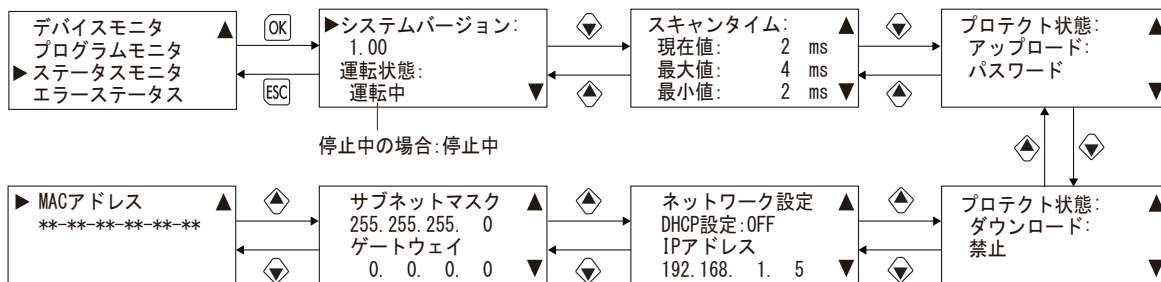 デバイスモニタ
プログラムモニタ
ステータスモニタ
エラーステータス
OK
ESC
システムバージョン:
1.00
運転状態:
運転中
停止中の場合:停止中
スキャンタイム:
現在値: 2 ms
最大値: 4 ms
最小値: 2 ms
プロテクト状態:
アップロード:
パスワード
プロテクト状態:
ダウンロード:
禁止
ネットワーク設定
DHCP設定:OFF
IPアドレス
192.168. 1. 5
サブネットマスク
255.255.255. 0
ゲートウェイ
0. 0. 0. 0
MACアドレス
**-**-**-**-**-**